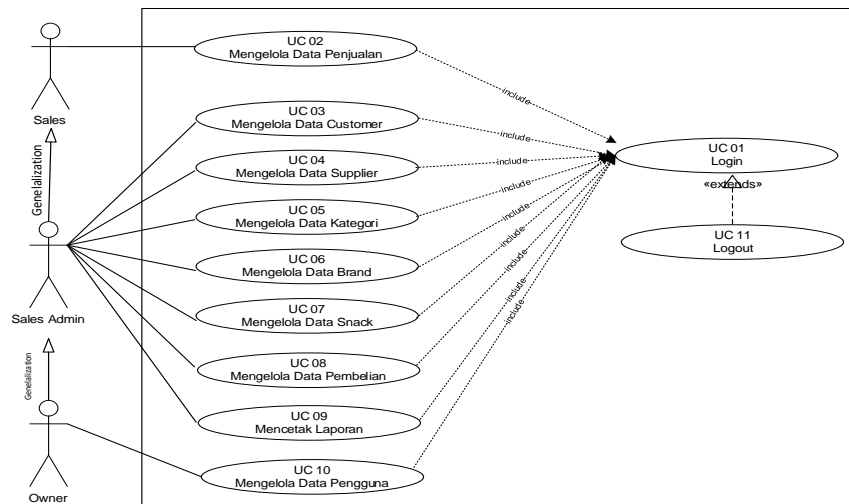 UC 02
Mengelola Data Penjualan
include
Sales
UC 03
Mengelola Data Customer
include
UC 01
Login
«extends»
Genelalization
UC 04
Mengelola Data Supplier
include
UC 05
Mengelola Data Kategori
include
UC 11
Logout
UC 06
Mengelola Data Brand
include
Sales Admin
UC 07
Mengelola Data Snack
include
UC 08
Mengelola Data Pembelian
include
Genelalization
UC 09
Mencetak Laporan
include
UC 10
Mengelola Data Pengguna
include
Owner